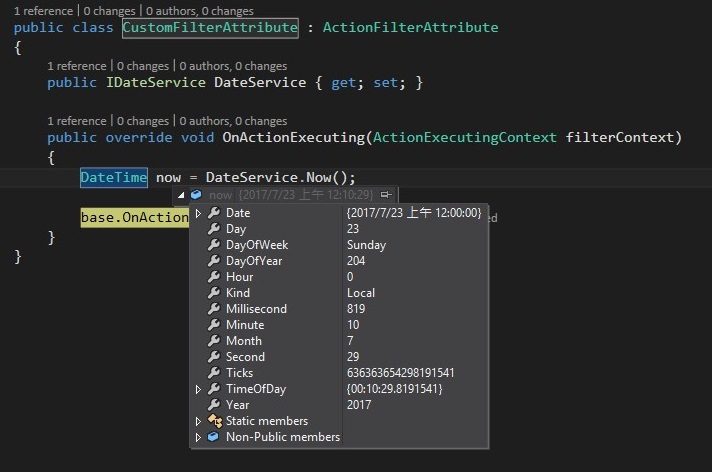 1 reference | 0 changes | 0 authors, 0 changes
public class CustomFilterAttribute : ActionFilterAttribute
{
1 reference | 0 changes | 0 authors, 0 changes
public IDateService DateService { get; set; }
1 reference | 0 changes | 0 authors, 0 changes
public override void OnActionExecuting(ActionExecutingContext filterContext)
{
DateTime now = DateService.Now();
now {2017/7/23 上午 12:10:29}
base.OnAction
Date {2017/7/23 上午 12:00:00}
Day 23
DayOfWeek Sunday
DayOfYear 204
Hour 0
Kind Local
Millisecond 819
Minute 10
Month 7
Second 29
Ticks 636363654298191541
TimeOfDay {00:10:29.8191541}
Year 2017
Static members
Non-Public members
}
}